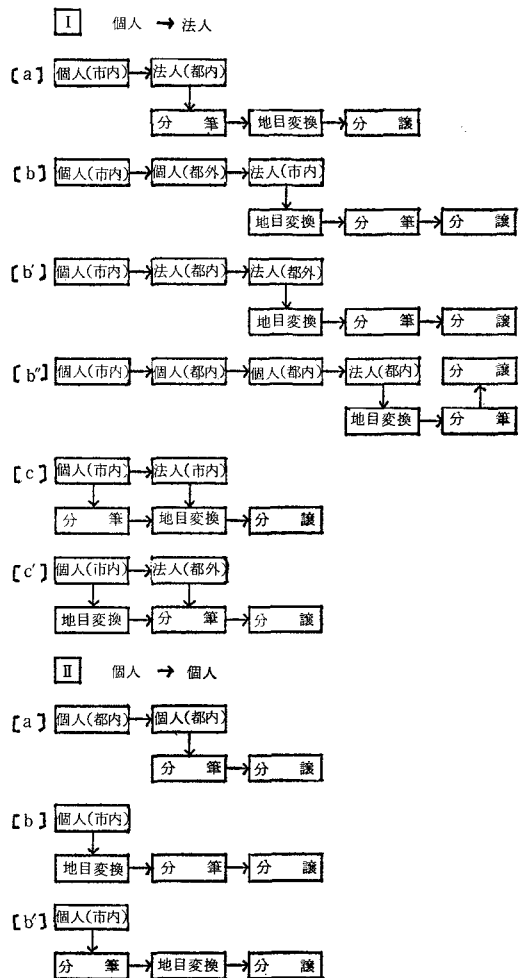 I 個人 → 法人
[a] 個人(市内) → 法人(都内)
分筆 → 地目変換 → 分譲
[b] 個人(市内) → 個人(都外) → 法人(市内)
地目変換 → 分筆 → 分譲
[b′] 個人(市内) → 法人(都内) → 法人(都外)
地目変換 → 分筆 → 分譲
[b″] 個人(市内) → 個人(都内) → 個人(都内) → 法人(都内) 分譲
地目変換 → 分筆
[c] 個人(市内) → 法人(市内)
分筆 → 地目変換 → 分譲
[c′] 個人(市内) → 法人(都外)
地目変換 → 分筆 → 分譲
II 個人 → 個人
[a] 個人(都内) → 個人(都内)
分筆 → 分譲
[b] 個人(市内)
地目変換 → 分筆 → 分譲
[b′] 個人(市内)
分筆 → 地目変換 → 分譲